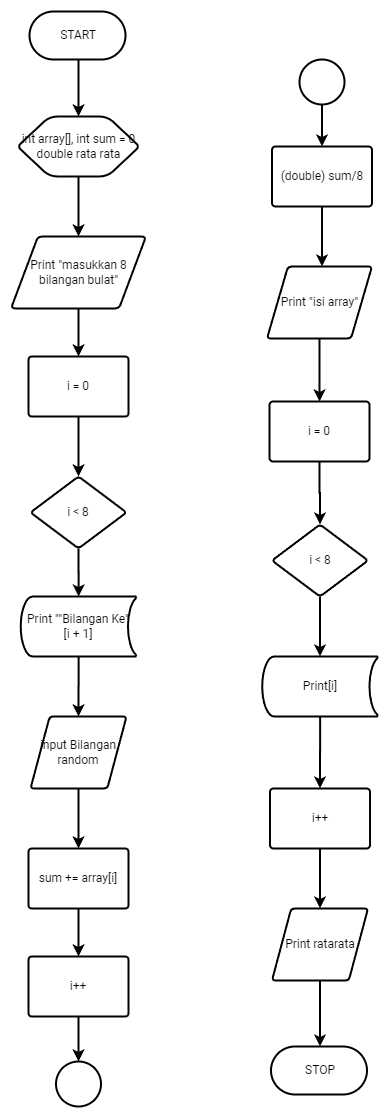 START
int array[], int sum = 0
double rata rata
Print "masukkan 8
bilangan bulat"
i = 0
i < 8
Print ""Bilangan Ke"
[i + 1]
input Bilangan
random
sum += array[i]
i++
(double) sum/8
Print "isi array"
i = 0
i < 8
Print[i]
i++
Print ratarata
STOP